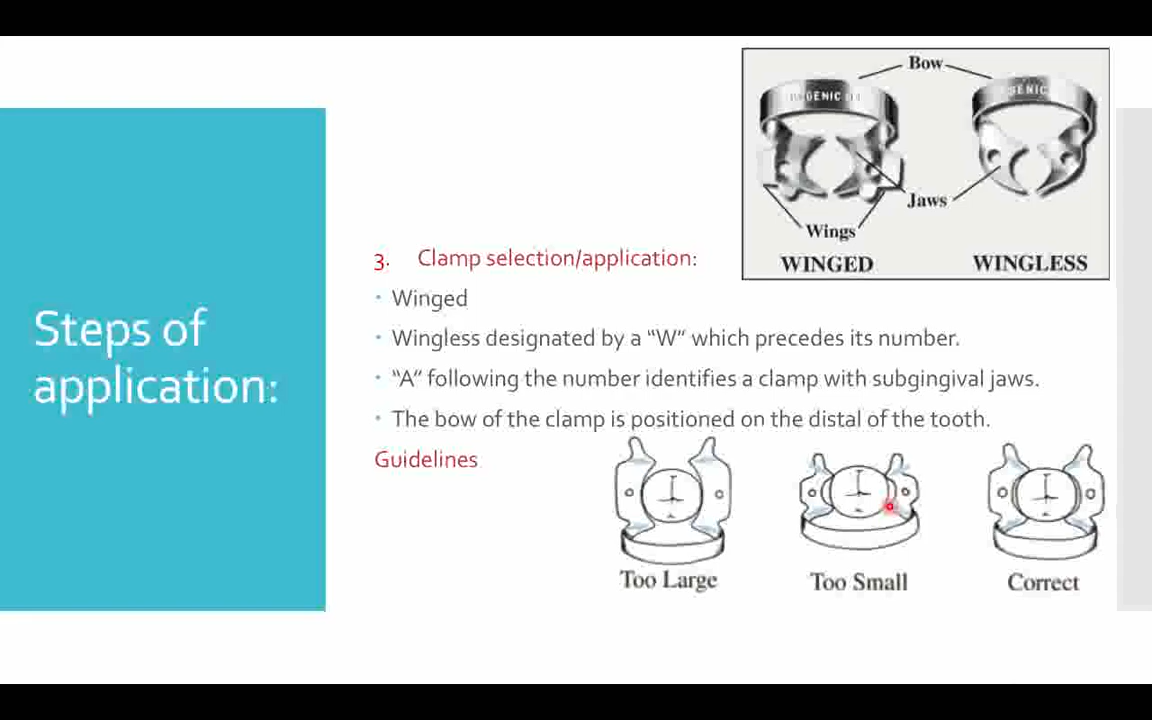 Steps of
application:
Bow
Jaws
Wings
WINGED
WINGLESS
3. Clamp selection/application:
• Winged
• Wingless designated by a “W” which precedes its number.
• “A” following the number identifies a clamp with subgingival jaws.
• The bow of the clamp is positioned on the distal of the tooth.
Guidelines
Too Large
Too Small
Correct